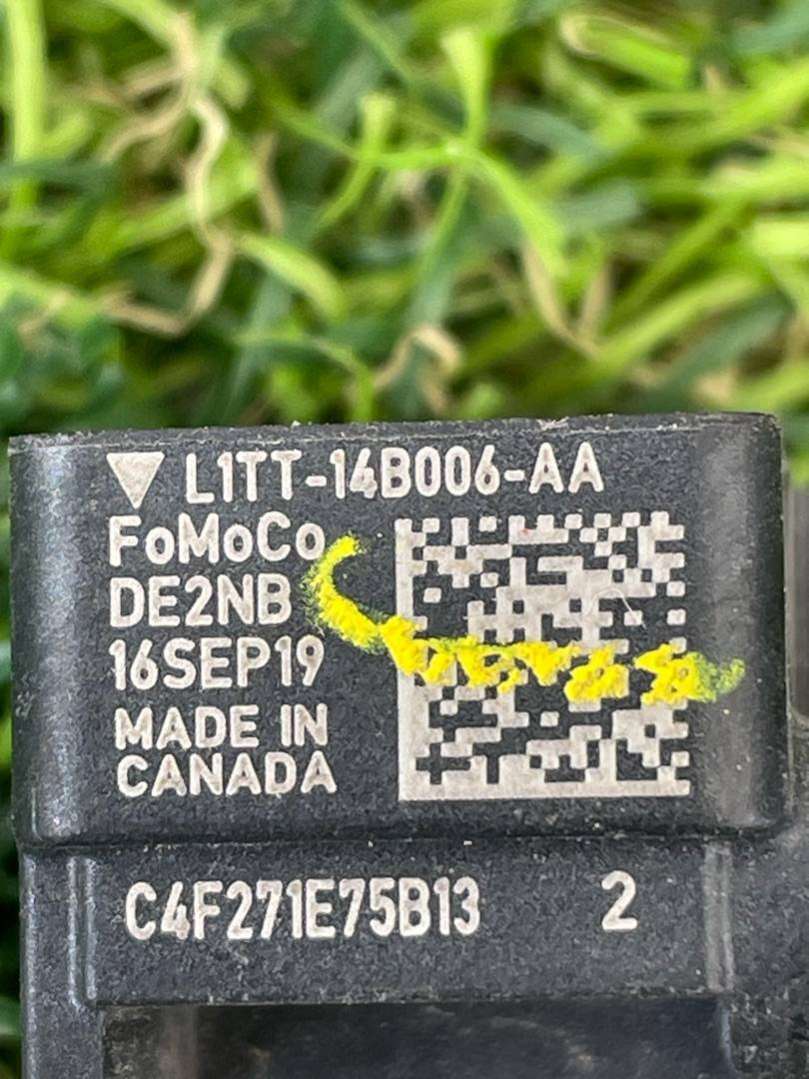 L1TT-14B006-AA
FoMoCo
DE2NB
16SEP19
MADE IN
CANADA
C4F271E75B13 2